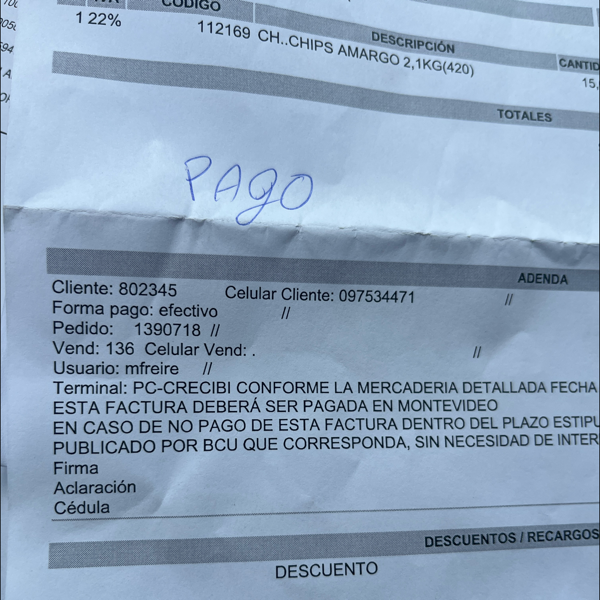 CÓDIGO
DESCRIPCIÓN
1 22% 112169 CH..CHIPS AMARGO 2,1KG(420) 15,
TOTALES
PAGO
ADENDA
Cliente: 802345 Celular Cliente: 097534471 //
Forma pago: efectivo //
Pedido: 1390718 //
Vend: 136 Celular Vend: . //
Usuario: mfreire //
Terminal: PC-CRECIBI CONFORME LA MERCADERIA DETALLADA FECHA
ESTA FACTURA DEBERÁ SER PAGADA EN MONTEVIDEO
EN CASO DE NO PAGO DE ESTA FACTURA DENTRO DEL PLAZO ESTIPU
PUBLICADO POR BCU QUE CORRESPONDA, SIN NECESIDAD DE INTER
Firma
Aclaración
Cédula
DESCUENTOS / RECARGOS
DESCUENTO